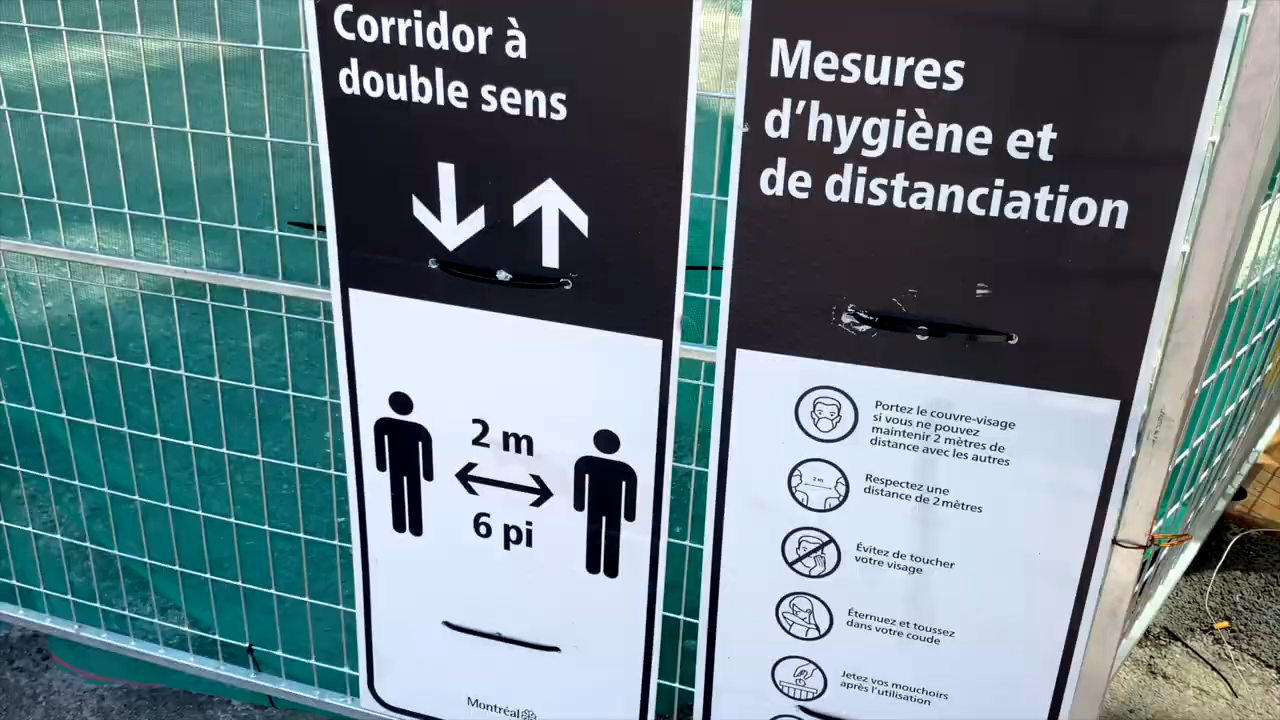 Corridor à
double sens
2 m
6 pi
Montréal
Mesures
d'hygiène et
de distanciation
Portez le couvre-visage
si vous ne pouvez
maintenir 2 mètres de
distance avec les autres
2 m
Respectez une
distance de 2 mètres
Évitez de toucher
votre visage
Éternuez et toussez
dans votre coude
Jetez vos mouchoirs
après l'utilisation